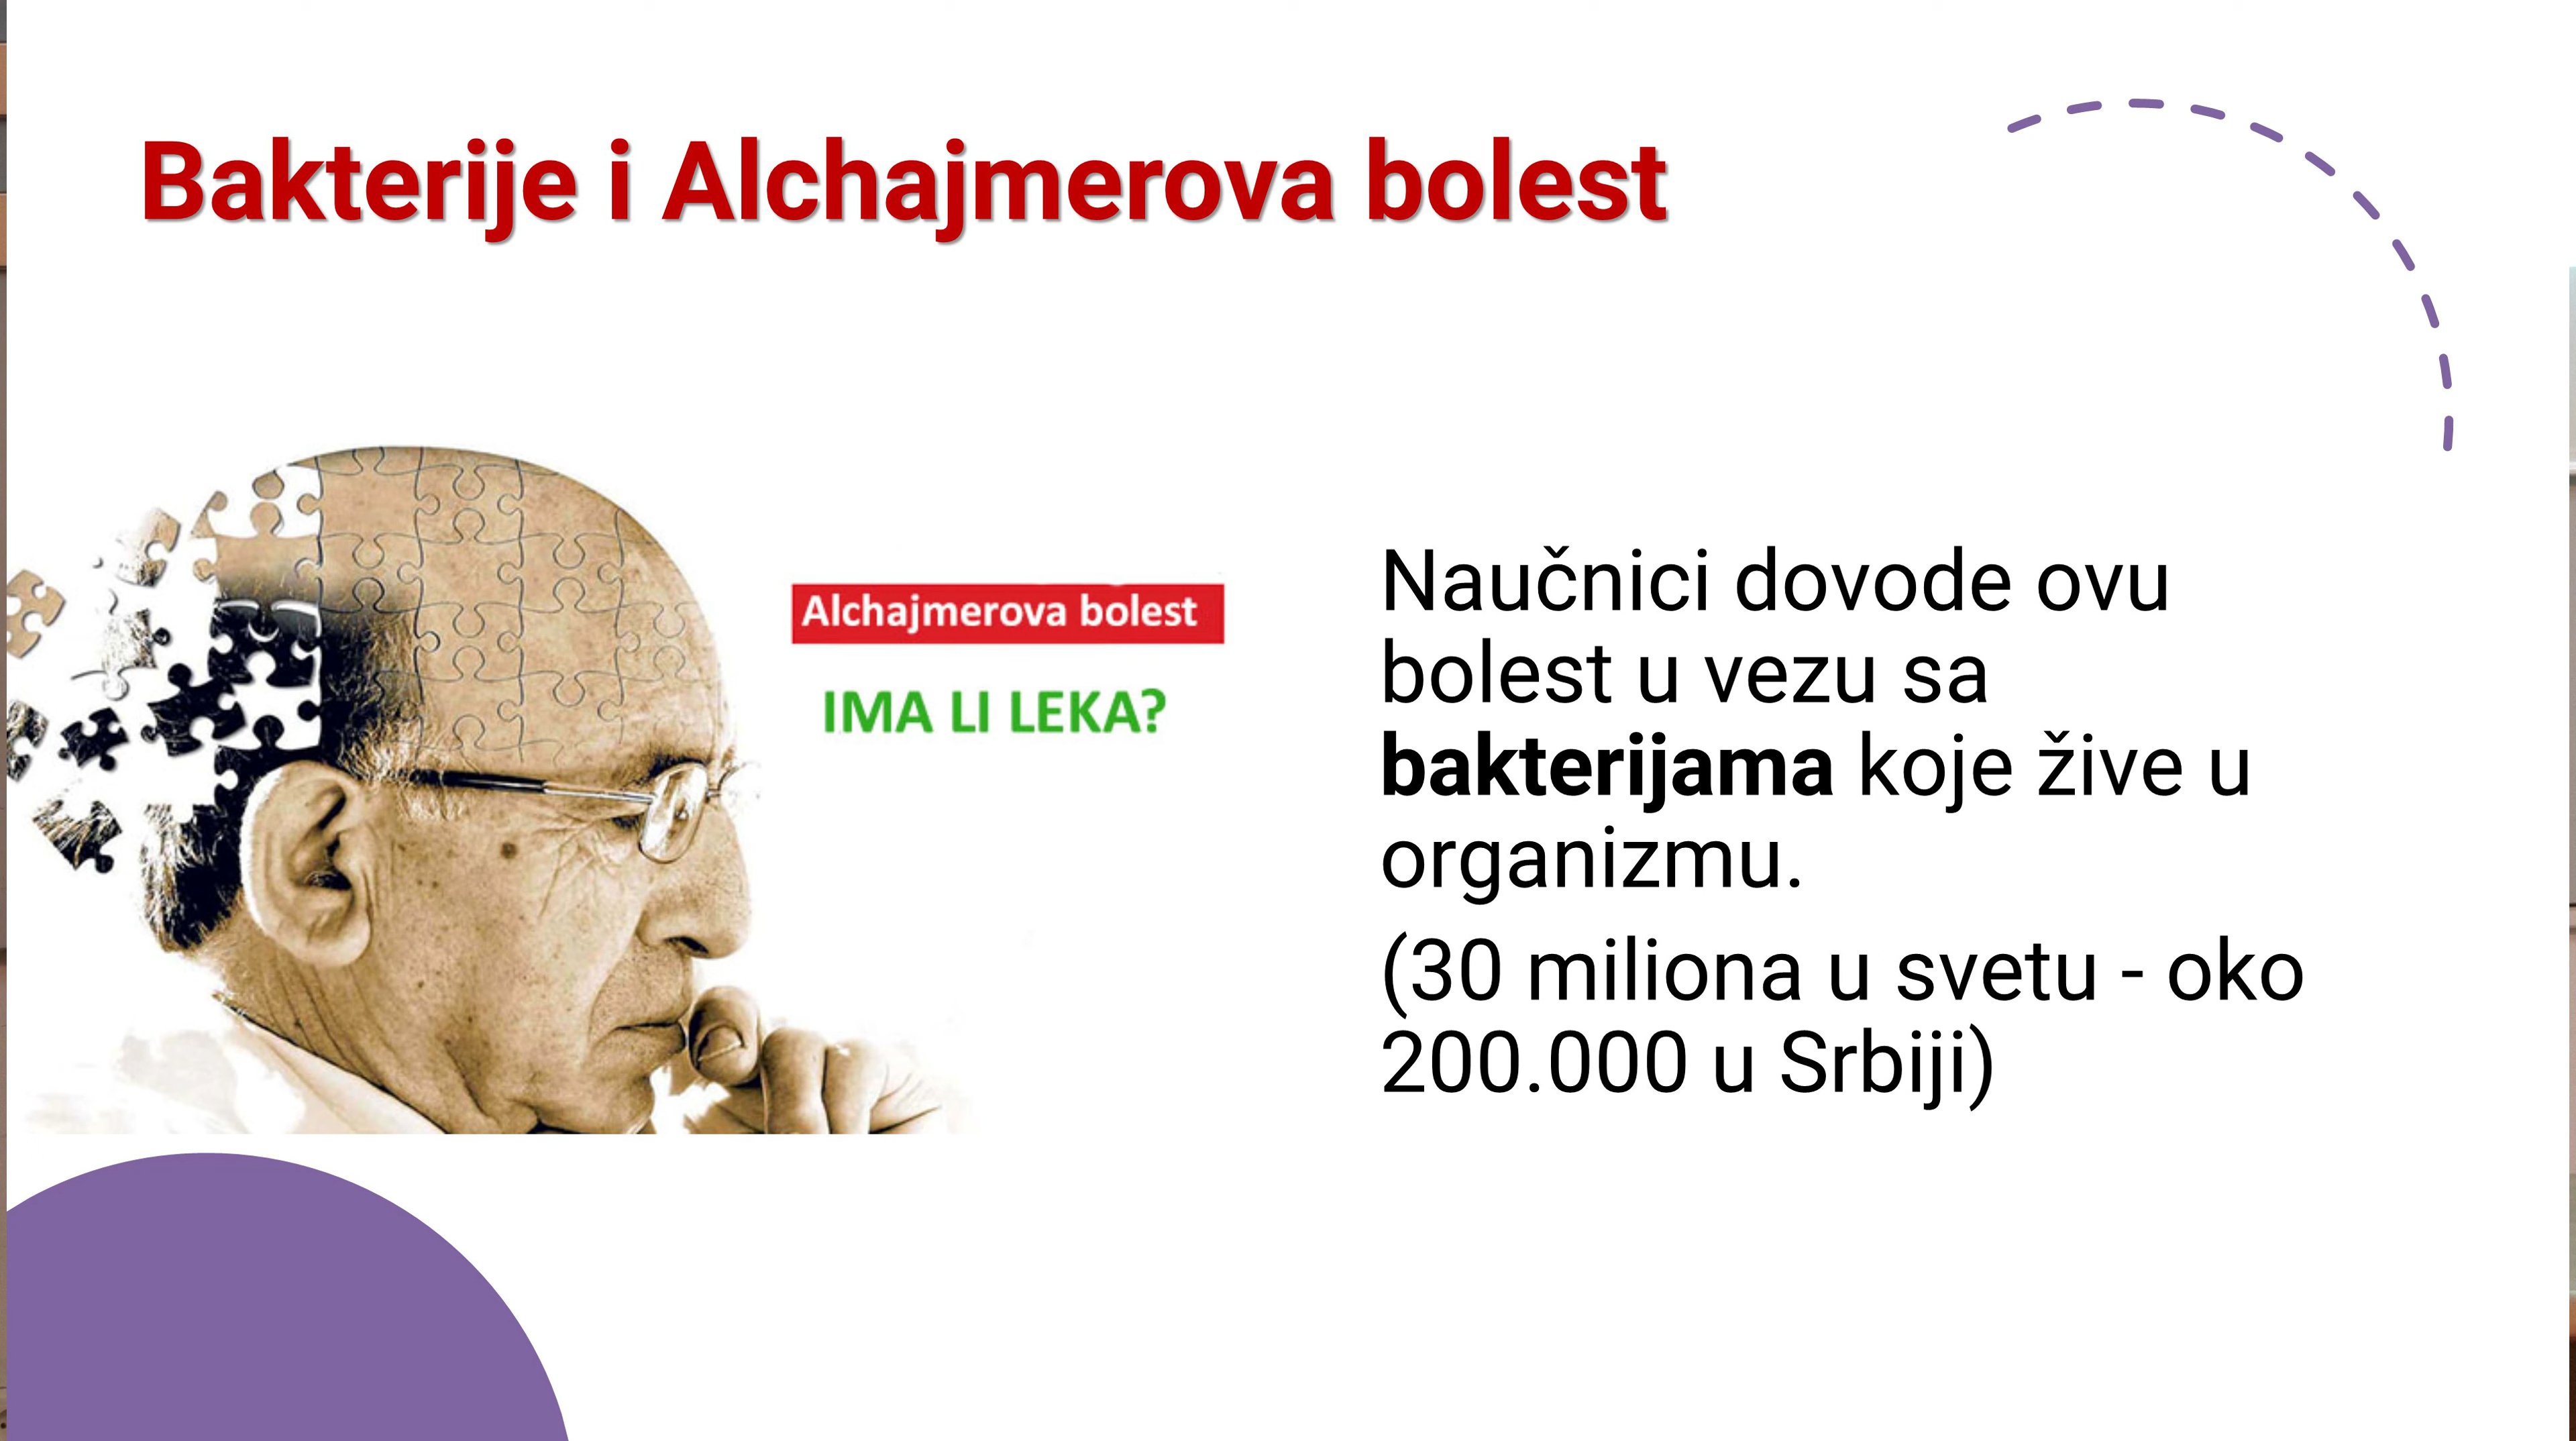 Bakterije i Alchajmerova bolest
Alchajmerova bolest
IMA LI LEKA?
Naučnici dovode ovu
bolest u vezu sa
bakterijama koje žive u
organizmu.
(30 miliona u svetu - oko
200.000 u Srbiji)